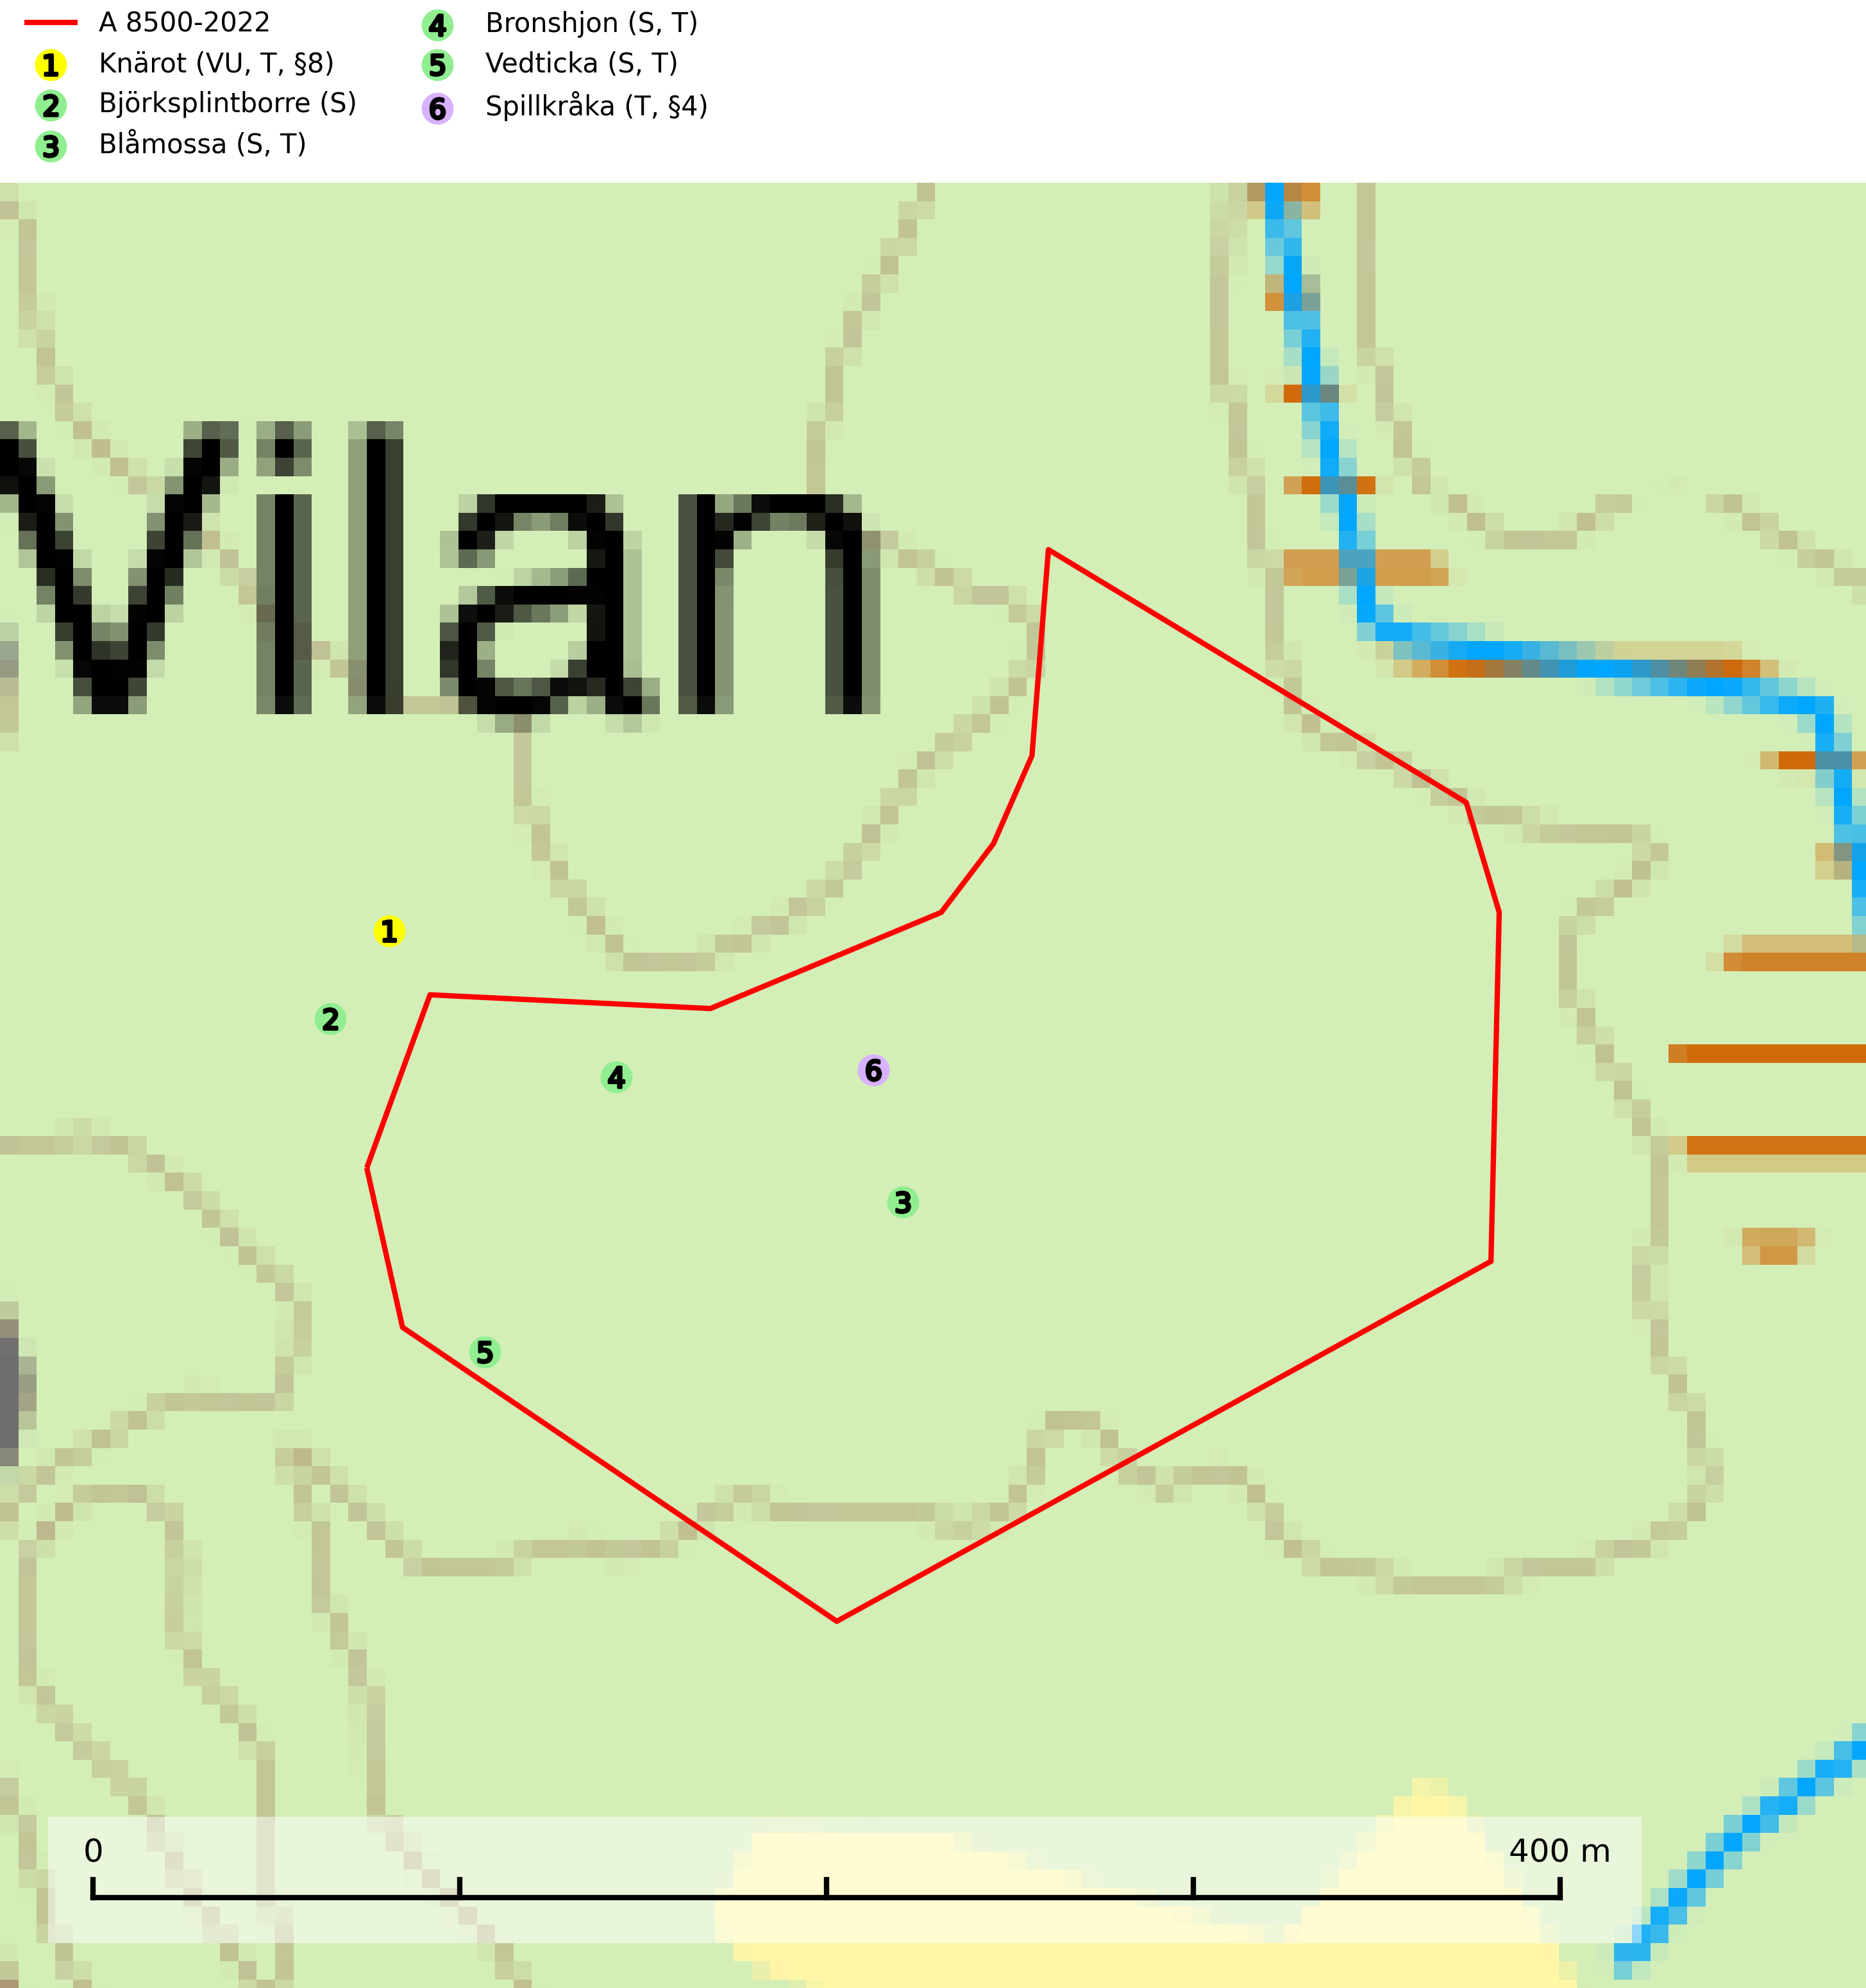 A 8500-2022
1 Knärot (VU, T, §8)
2 Björksplintborre (S)
3 Blåmossa (S, T)
4 Bronshjon (S, T)
5 Vedticka (S, T)
6 Spillkråka (T, §4)
Vilan
1
2
4
6
3
5
0 400 m